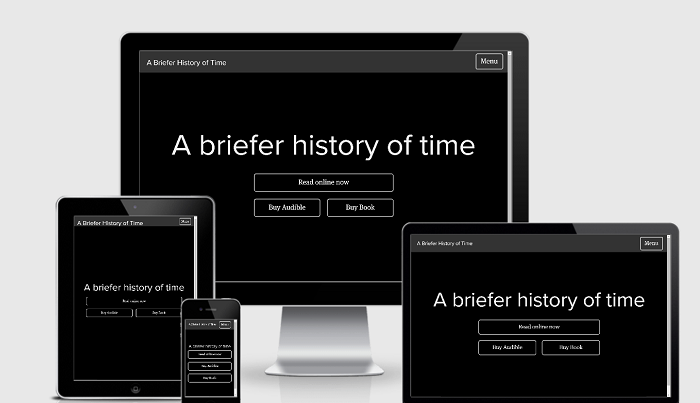 A Briefer History of Time
Menu
A briefer history of time
Read online now
Buy Audible Buy Book
A Briefer History of Time
Menu
A briefer history of time
Read online now
Buy Audible Buy Book
A Briefer History of Time
Menu
A briefer history of time
Read online now
Buy Audible
Buy Book
A Briefer History of Time
Menu
A briefer history of time
Read online now
Buy Audible Buy Book